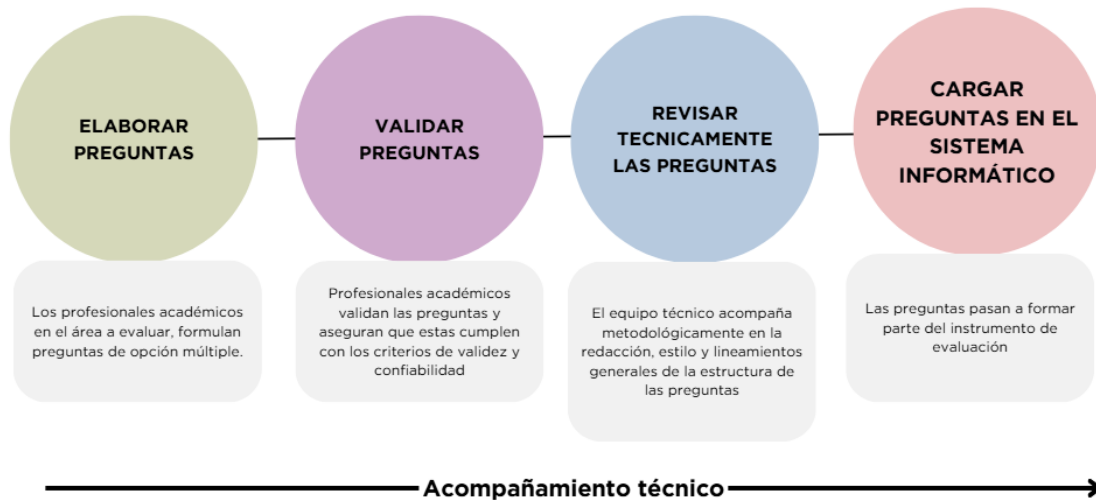 ELABORAR
PREGUNTAS
VALIDAR
PREGUNTAS
REVISAR
TECNICAMENTE
LAS PREGUNTAS
CARGAR
PREGUNTAS EN EL
SISTEMA
INFORMÁTICO
Los profesionales académicos
en el área a evaluar, formulan
preguntas de opción múltiple.
Profesionales académicos
validan las preguntas y
aseguran que estas cumplen
con los criterios de validez y
confiabilidad
El equipo técnico acompaña
metodológicamente en la
redacción, estilo y lineamientos
generales de la estructura de
las preguntas
Las preguntas pasan a formar
parte del instrumento de
evaluación
Acompañamiento técnico